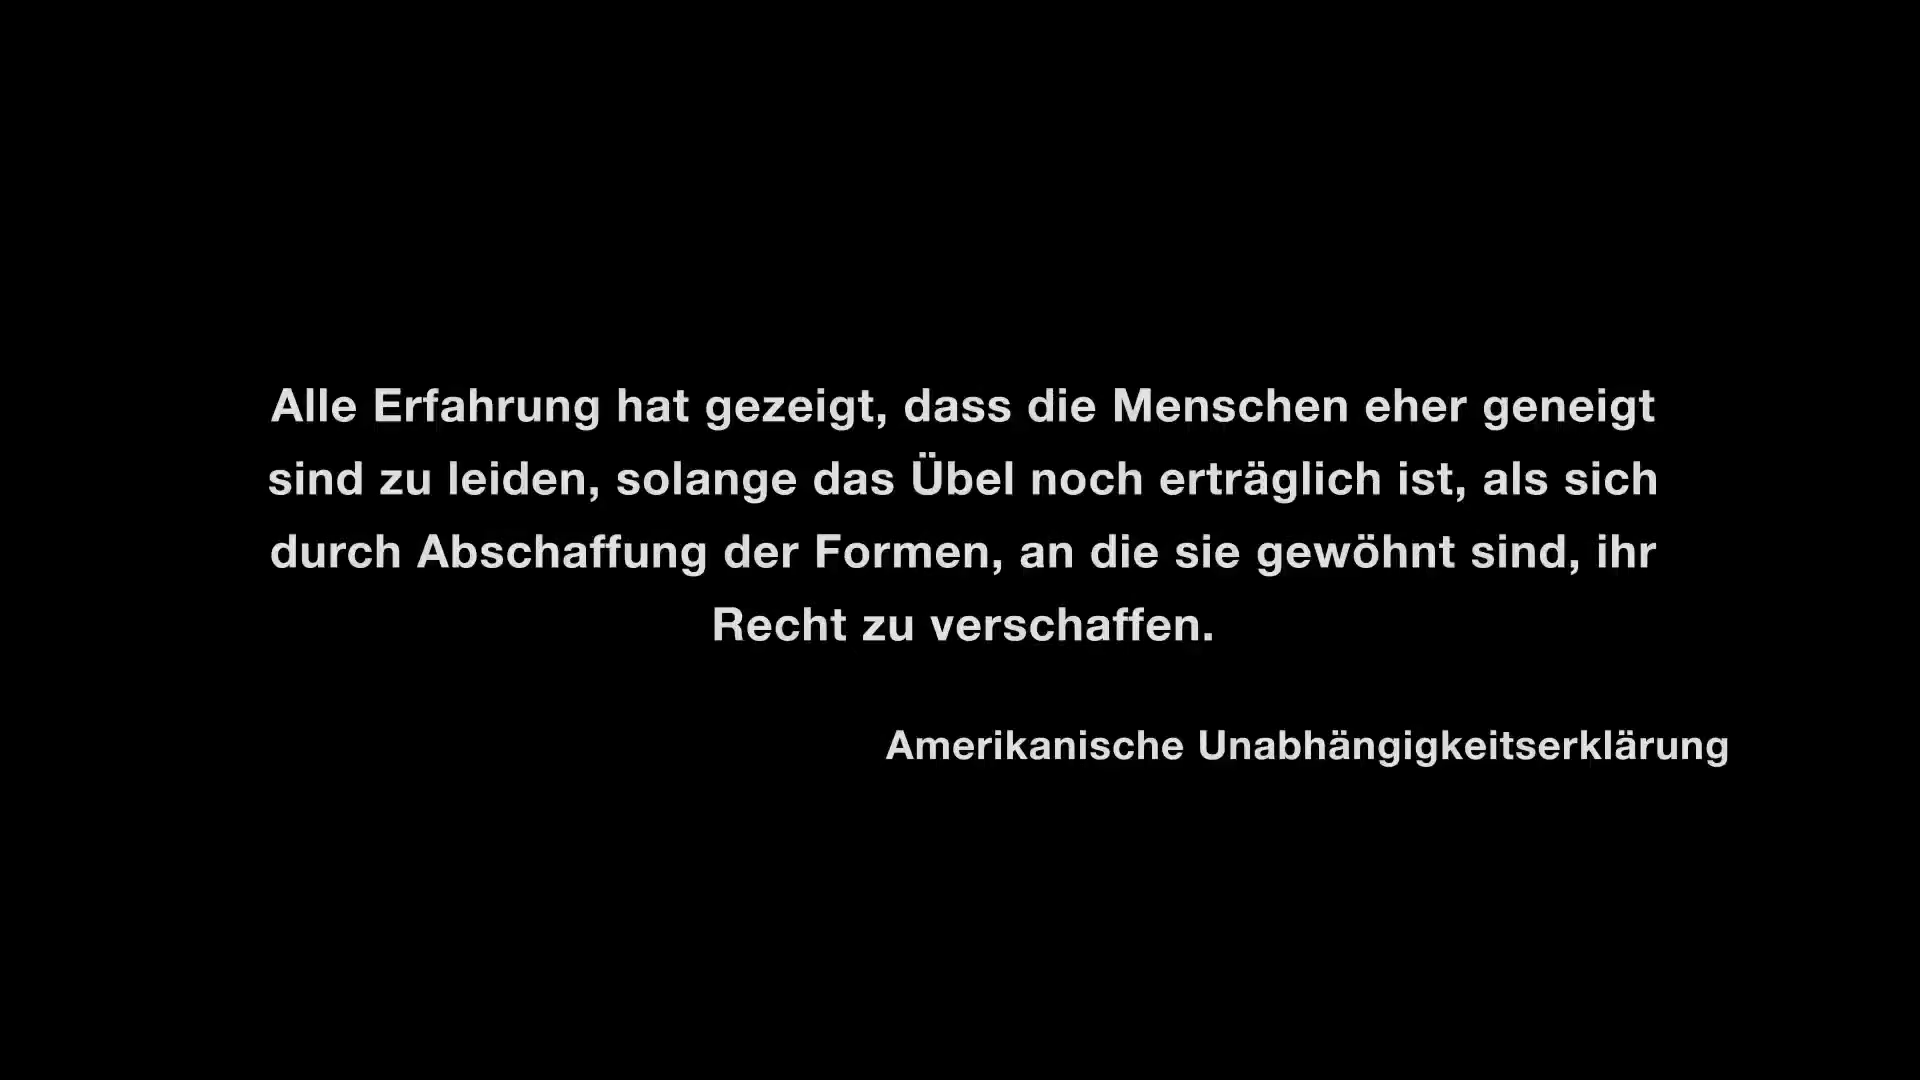 Alle Erfahrung hat gezeigt, dass die Menschen eher geneigt
sind zu leiden, solange das Übel noch erträglich ist, als sich
durch Abschaffung der Formen, an die sie gewöhnt sind, ihr
Recht zu verschaffen.
Amerikanische Unabhängigkeitserklärung